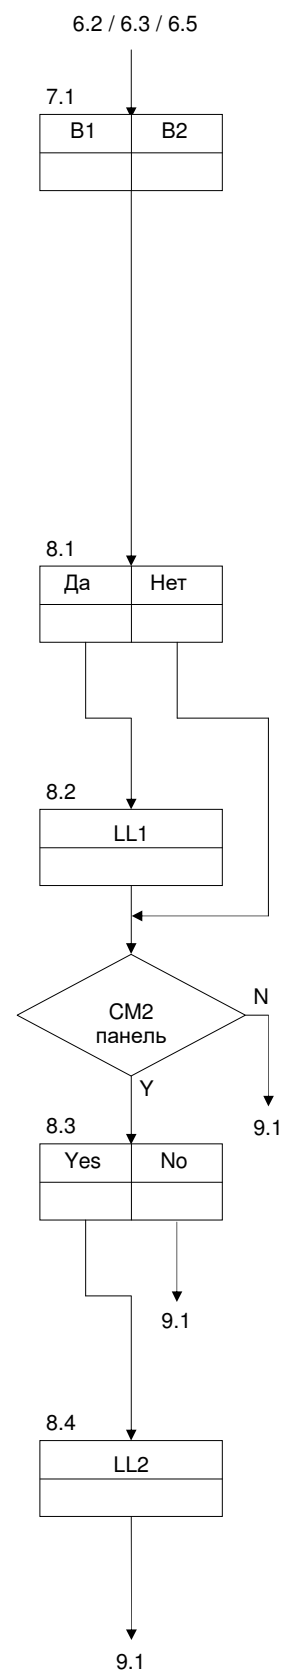 6.2 / 6.3 / 6.5
7.1
B1 B2
8.1
Да Нет
8.2
LL1
CM2
панель
N
Y
9.1
8.3
Yes No
9.1
8.4
LL2
9.1